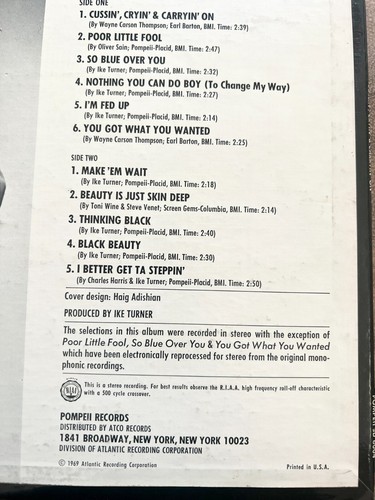 SIDE ONE
1. CUSSIN', CRYIN' & CARRYIN' ON
(By Wayne Carson Thompson; Earl Barton, BMI. Time: 2:39)
2. POOR LITTLE FOOL
(By Oliver Sain; Pompeii-Placid, BMI. Time: 2:47)
3. SO BLUE OVER YOU
(By Ike Turner; Pompeii-Placid, BMI. Time: 2:32)
4. NOTHING YOU CAN DO BOY (To Change My Way)
(By Ike Turner; Pompeii-Placid, BMI. Time: 2:27)
5. I'M FED UP
(By Ike Turner; Pompeii-Placid, BMI. Time: 2:14)
6. YOU GOT WHAT YOU WANTED
(By Wayne Carson Thompson; Earl Barton, BMI. Time: 2:25)
SIDE TWO
1. MAKE 'EM WAIT
(By Ike Turner; Pompeii-Placid, BMI. Time: 2:18)
2. BEAUTY IS JUST SKIN DEEP
(By Toni Wine & Steve Venet; Screen Gems-Columbia, BMI. Time: 2:14)
3. THINKING BLACK
(By Ike Turner; Pompeii-Placid, BMI. Time: 2:40)
4. BLACK BEAUTY
(By Ike Turner; Pompeii-Placid, BMI. Time: 2:30)
5. I BETTER GET TA STEPPIN'
(By Charles Harris & Ike Turner; Pompeii-Placid, BMI. Time: 2:50)
Cover design: Haig Adishian
PRODUCED BY IKE TURNER
The selections in this album were recorded in stereo with the exception of
Poor Little Fool, So Blue Over You & You Got What You Wanted
which have been electronically reprocessed for stereo from the original mono-
phonic recordings.
This is a stereo recording. For best results observe the R.I.A.A. high frequency roll-off characteristic
with a 500 cycle crossover.
POMPEII RECORDS
DISTRIBUTED BY ATCO RECORDS
1841 BROADWAY, NEW YORK, NEW YORK 10023
DIVISION OF ATLANTIC RECORDING CORPORATION
© 1969 Atlantic Recording Corporation
Printed in U.S.A.